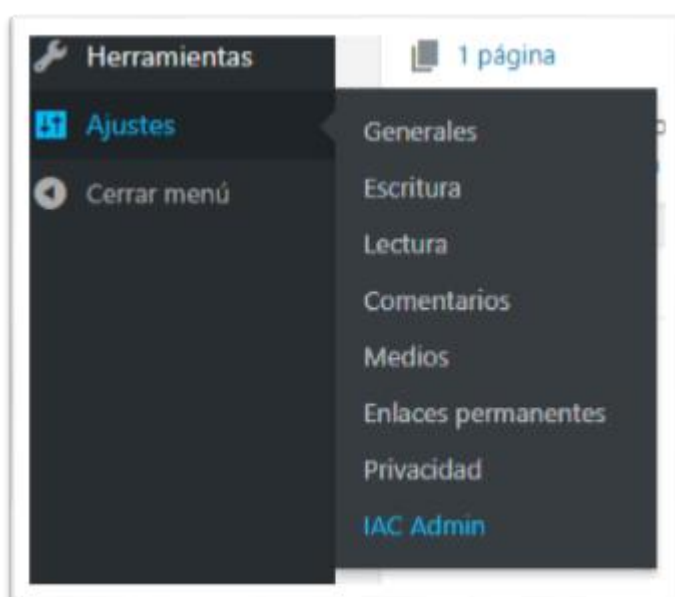 Herramientas
1 página
Ajustes
Generales
Cerrar menú
Escritura
Lectura
Comentarios
Medios
Enlaces permanentes
Privacidad
IAC Admin